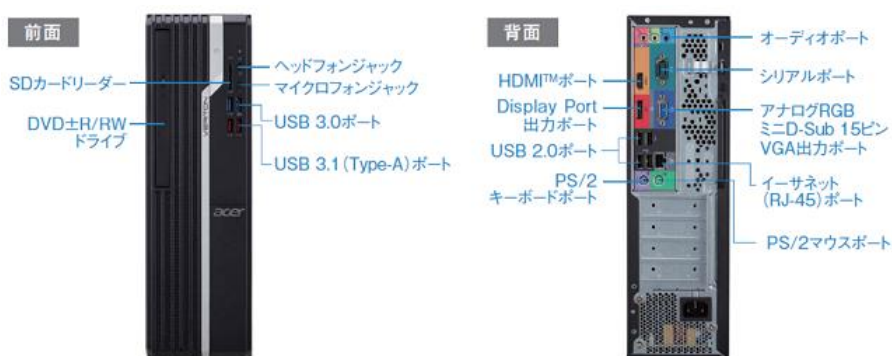 前面
SDカードリーダー
DVD±R/RW
ドライブ
ヘッドフォンジャック
マイクロフォンジャック
USB 3.0ポート
USB 3.1（Type-A）ポート
VERITON
acer
背面
HDMI™ポート
Display Port
出力ポート
USB 2.0ポート
PS/2
キーボードポート
オーディオポート
シリアルポート
アナログRGB
ミニD-Sub 15ピン
VGA出力ポート
イーサネット
（RJ-45）ポート
PS/2マウスポート